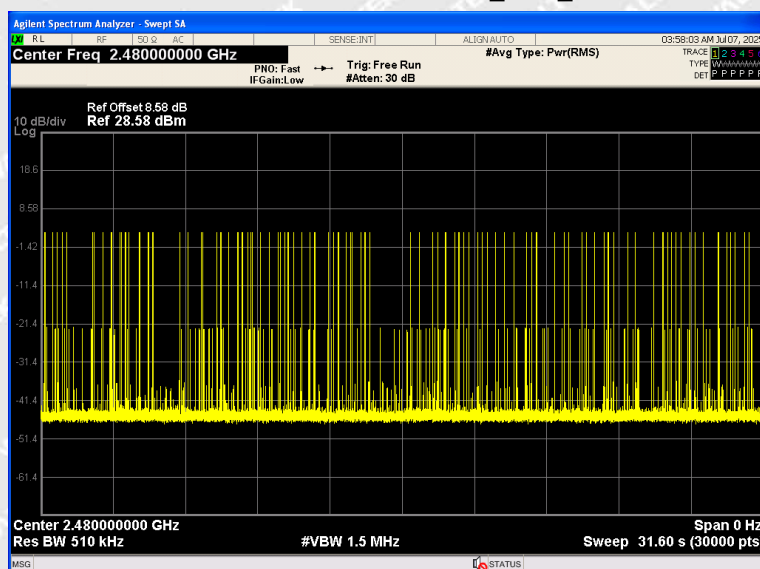 Agilent Spectrum Analyzer - Swept SA
LXI RL RF 50 Ω AC SENSE:INT ALIGN AUTO 03:58:03 AM Jul 07, 202
Center Freq 2.480000000 GHz #Avg Type: Pwr(RMS) TRACE 1 2 3 4 5
PNO: Fast Trig: Free Run TYPE
IFGain:Low #Atten: 30 dB DET P P P P P
Ref Offset 8.58 dB
10 dB/div Ref 28.58 dBm
Log
18.6
8.58
-1.42
-11.4
-21.4
-31.4
-41.4
-51.4
-61.4
Center 2.480000000 GHz Span 0 Hz
Res BW 510 kHz #VBW 1.5 MHz Sweep 31.60 s (30000 pts
MSG STATUS